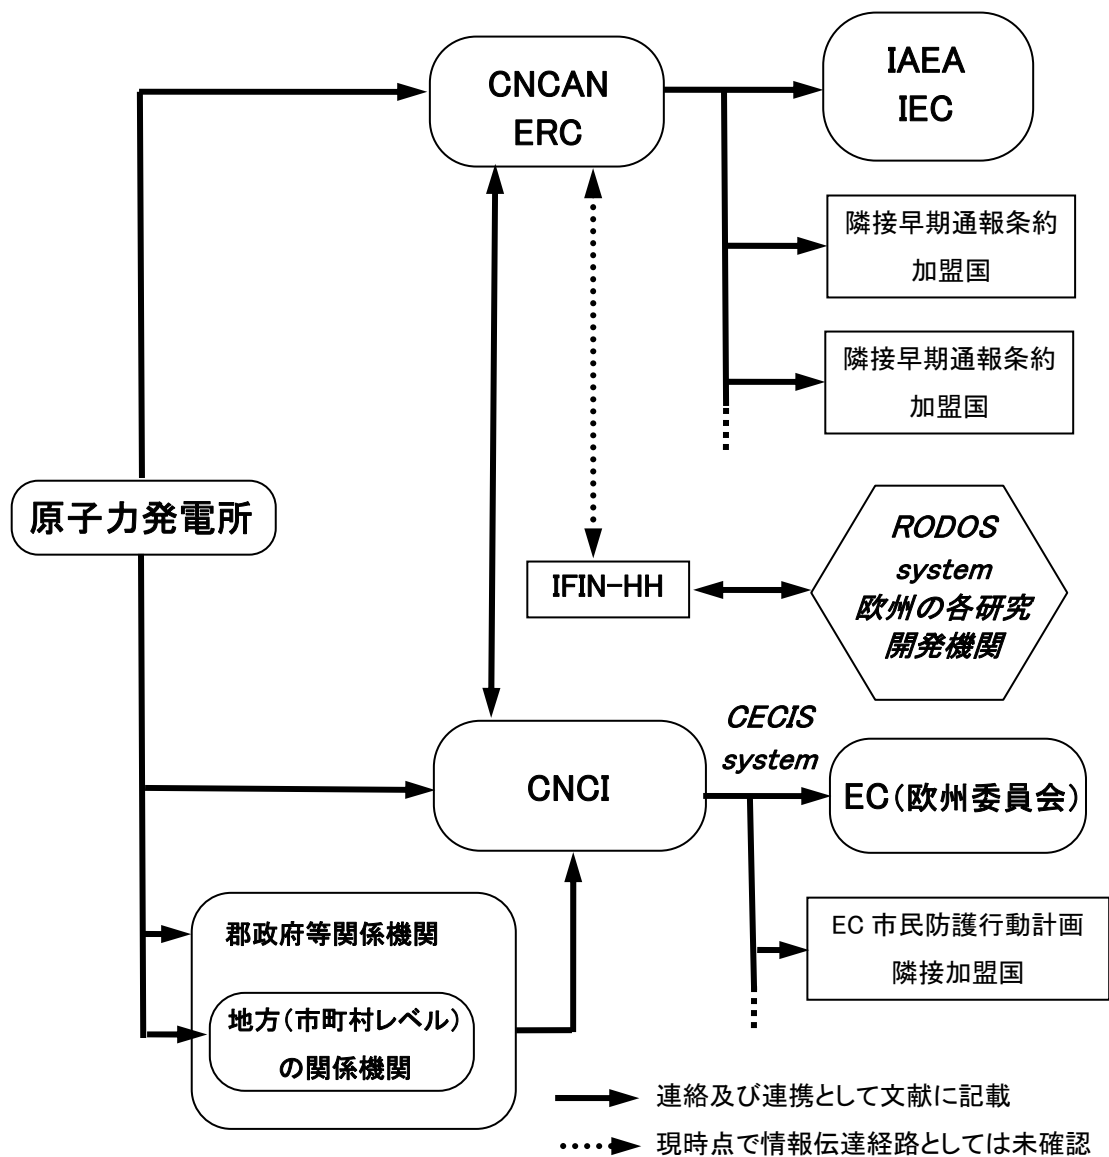 CNCAN
ERC
IAEA
IEC
隣接早期通報条約
加盟国
隣接早期通報条約
加盟国
原子力発電所
IFIN-HH
RODOS
system
欧州の各研究
開発機関
CECIS
system
CNCI
EC(欧州委員会)
郡政府等関係機関
地方(市町村レベル)
の関係機関
EC 市民防護行動計画
隣接加盟国
連絡及び連携として文献に記載
現時点で情報伝達経路としては未確認